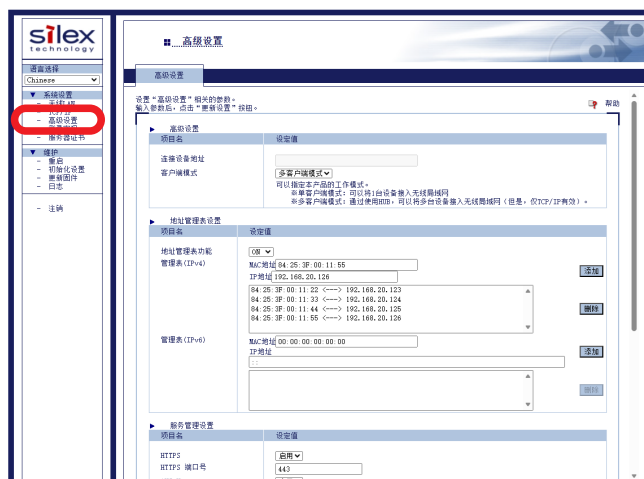 silex
technology
高级设置
高级设置
语言选择
Chinese
▼ 系统设置
－ 高级设置
－ 服务器证书
▼ 维护
－ 重启
－ 初始化设置
－ 更新固件
－ 日志
－ 注销
设置"高级设置"相关的参数。
输入参数后，点击"更新设置"按钮。
帮助
高级设置
项目名 设定值
连接设备地址
客户端模式 多客户端模式
可以指定本产品的工作模式。
※单客户端模式：可以将1台设备接入无线局域网
※多客户端模式：通过使用HUB，可以将多台设备接入无线局域网（但是，仅TCP/IP有效）。
地址管理表设置
项目名 设定值
地址管理表功能 ON
管理表(IPv4) MAC地址 84:25:3F:00:11:55
IP地址 192.168.20.126
添加
84:25:3F:00:11:22 <---> 192.168.20.123
84:25:3F:00:11:33 <---> 192.168.20.124
84:25:3F:00:11:44 <---> 192.168.20.125
84:25:3F:00:11:55 <---> 192.168.20.126
删除
管理表(IPv6) MAC地址 00:00:00:00:00:00
IP地址
::
添加
删除
服务管理设置
项目名 设定值
HTTPS 启用
HTTPS 端口号 443